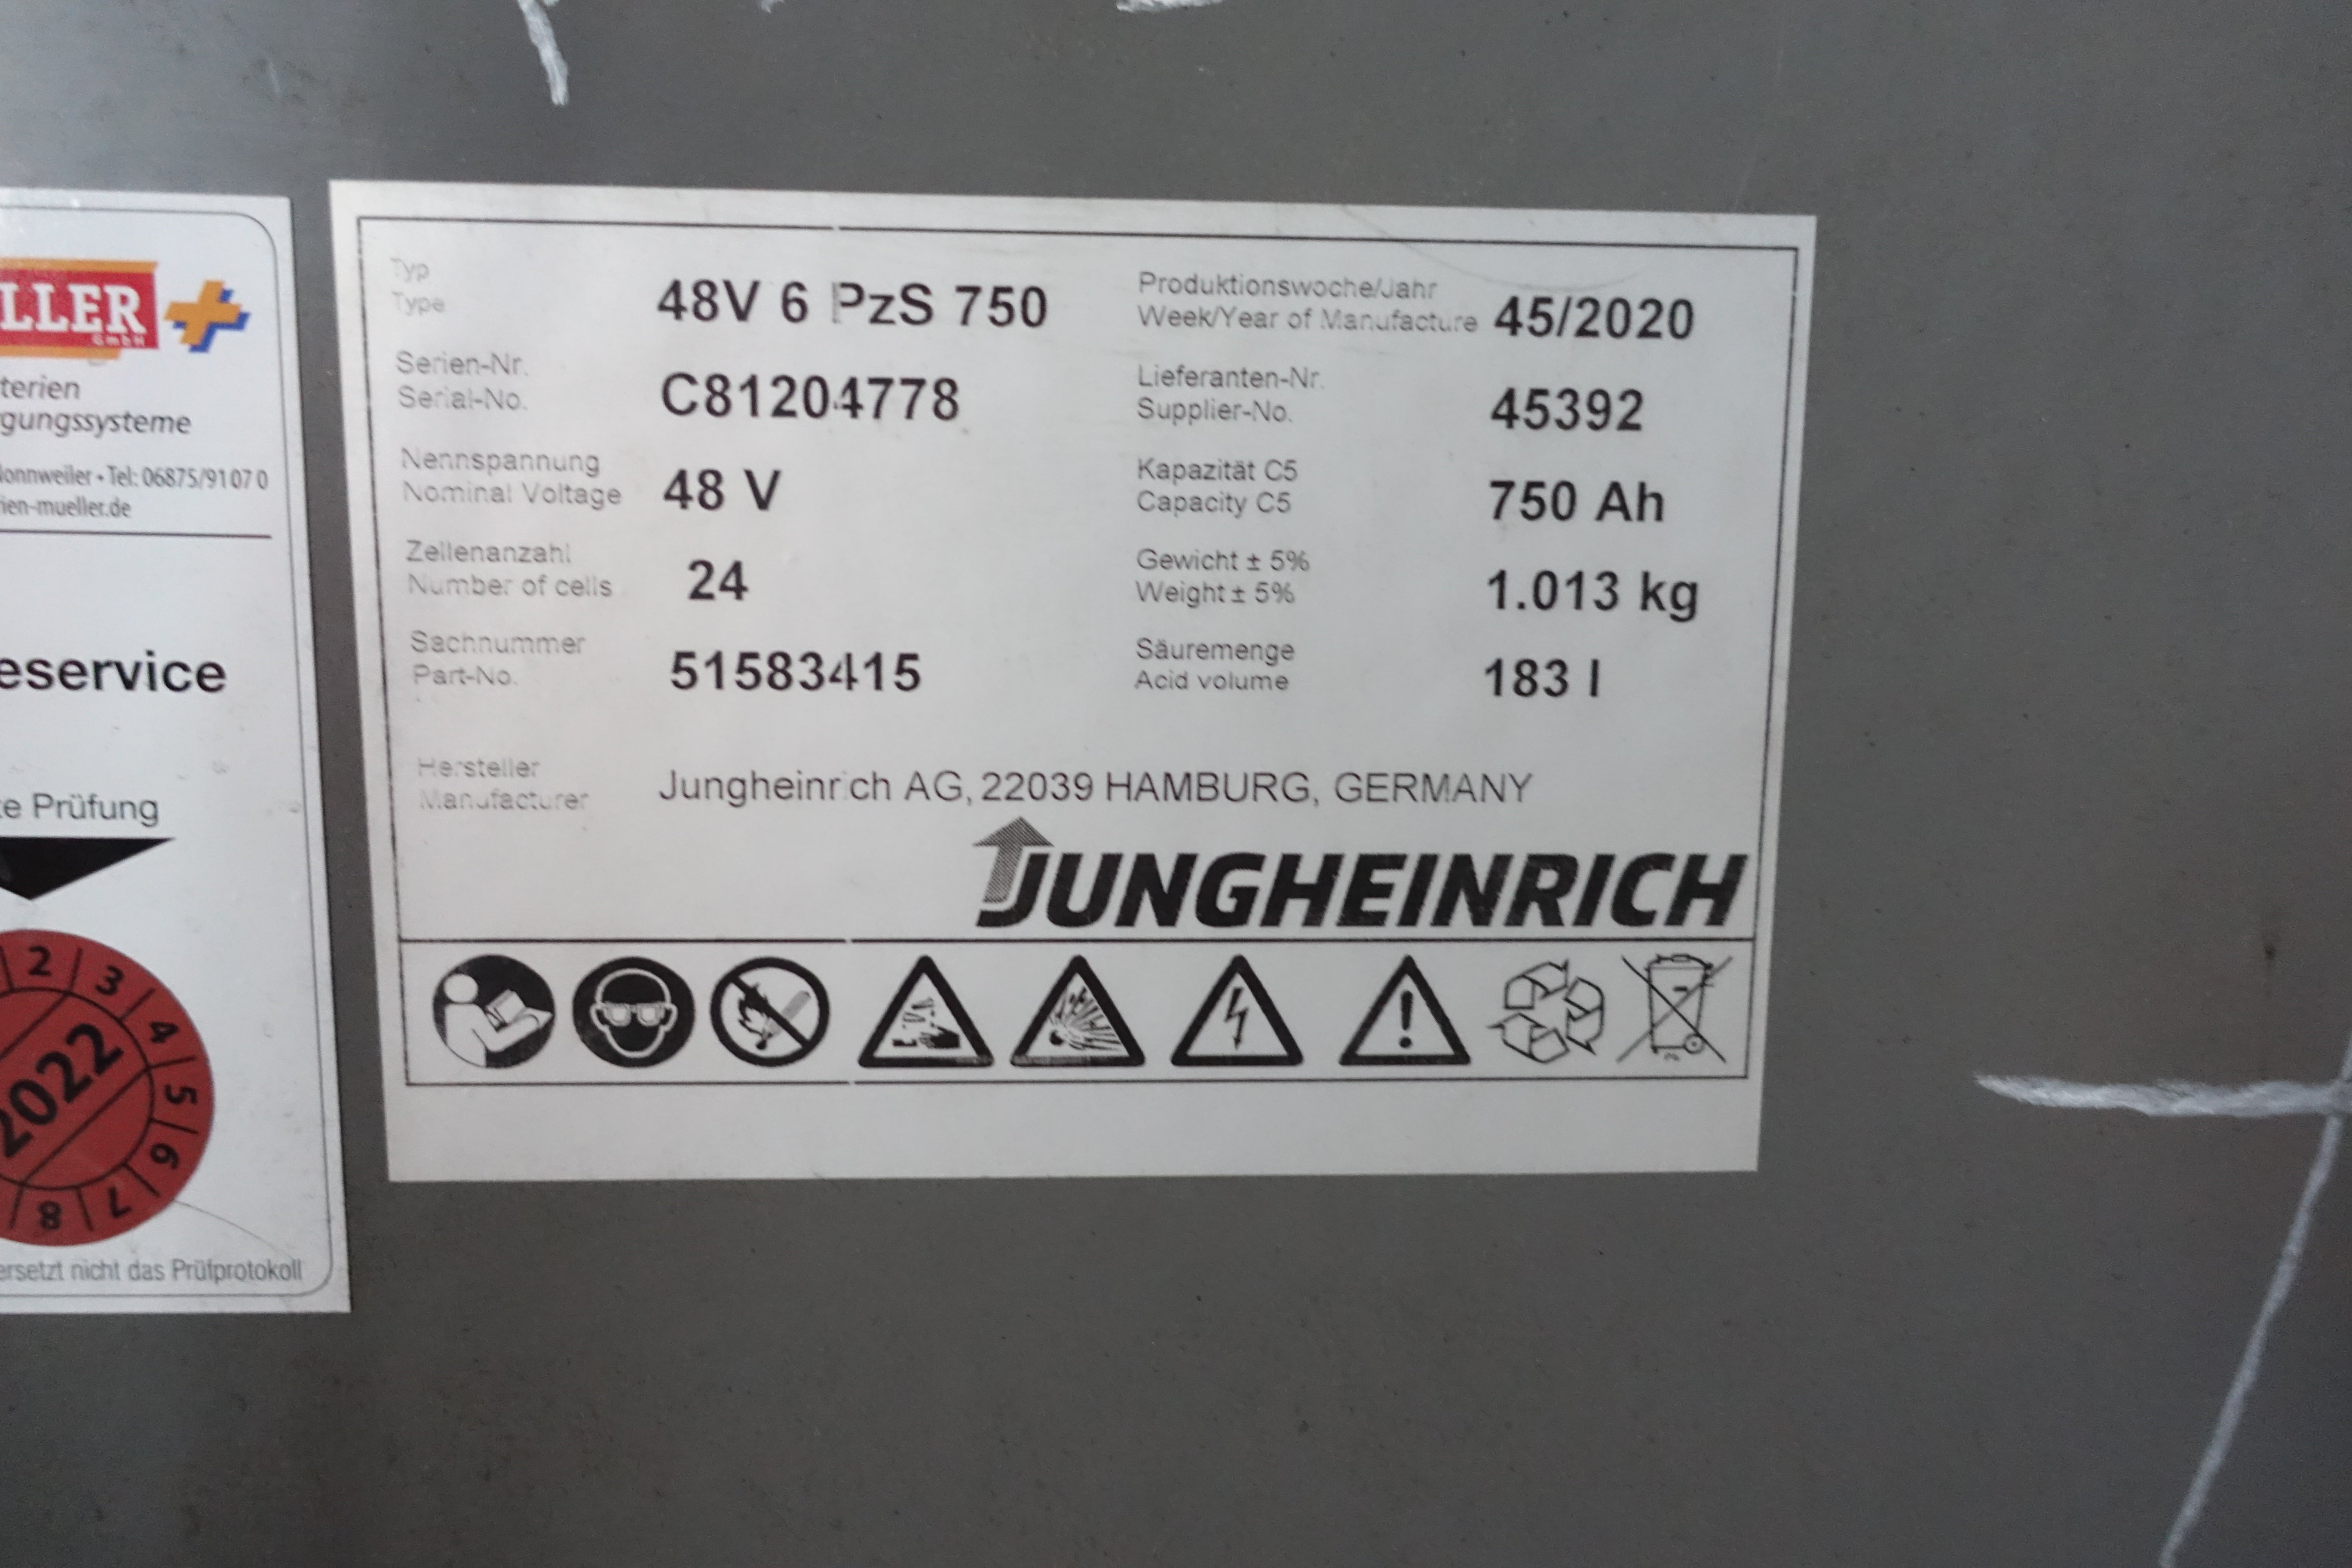 LLER
GmbH
terien
gungssysteme
onnweiler • Tel: 06875/91070
ien-mueller.de
eservice
te Prüfung
2 3 4 5 6 7 8
2022
ersetzt nicht das Prüfprotokoll
Typ
Type
48V 6 PzS 750
Produktionswoche/Jahr
Week/Year of Manufacture
45/2020
Serien-Nr.
Serial-No.
C81204778
Lieferanten-Nr.
Supplier-No.
45392
Nennspannung
Nominal Voltage
48 V
Kapazität C5
Capacity C5
750 Ah
Zellenanzahl
Number of cells
24
Gewicht ± 5%
Weight ± 5%
1.013 kg
Sachnummer
Part-No.
51583415
Säuremenge
Acid volume
183 l
Hersteller
Manufacturer
Jungheinrich AG, 22039 HAMBURG, GERMANY
JUNGHEINRICH